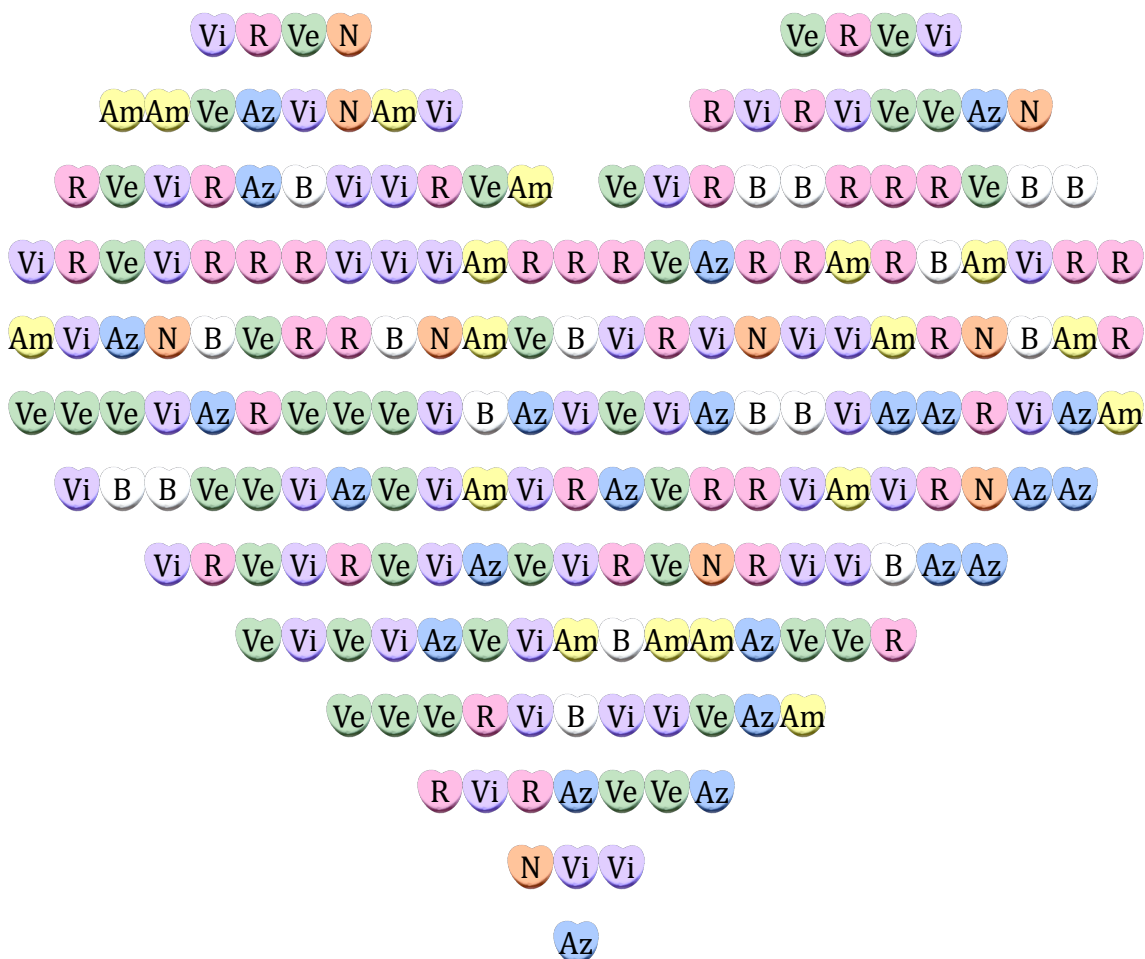 Vi R Ve N Ve R Ve Vi
Am Am Ve Az Vi N Am Vi R Vi R Vi Ve Ve Az N
R Ve Vi R Az B Vi Vi R Ve Am Ve Vi R B B R R R Ve B B
Vi R Ve Vi R R R Vi Vi Vi Am R R R Ve Az R R Am R B Am Vi R R
Am Vi Az N B Ve R R B N Am Ve B Vi R Vi N Vi Vi Am R N B Am R
Ve Ve Ve Vi Az R Ve Ve Ve Vi B Az Vi Ve Vi Az B B Vi Az Az R Vi Az Am
Vi B B Ve Ve Vi Az Ve Vi Am Vi R Az Ve R R Vi Am Vi R N Az Az
Vi R Ve Vi R Ve Vi Az Ve Vi R Ve N R Vi Vi B Az Az
Ve Vi Ve Vi Az Ve Vi Am B Am Am Az Ve Ve R
Ve Ve Ve R Vi B Vi Vi Ve Az Am
R Vi R Az Ve Ve Az
N Vi Vi
Az